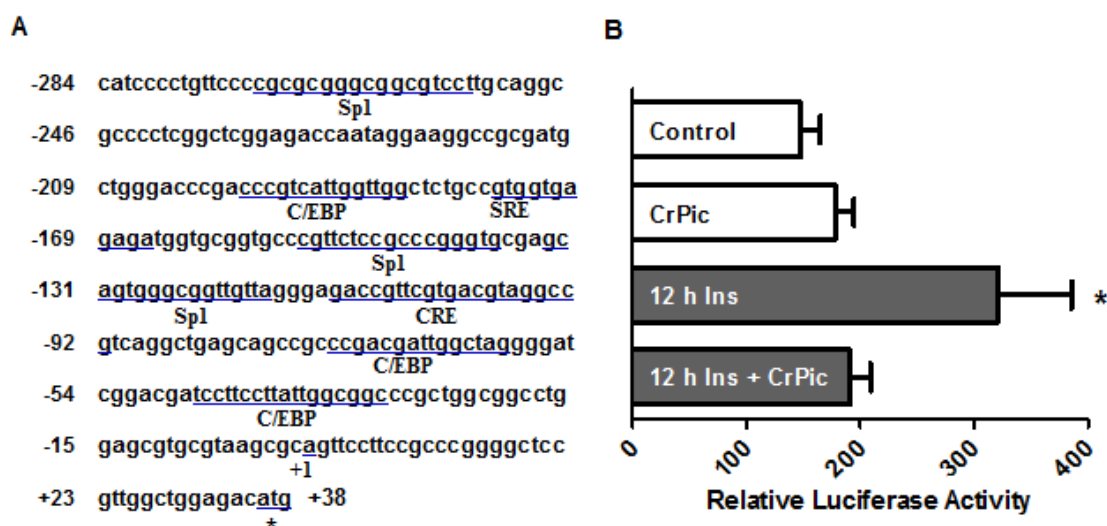 A
-284 catcccctgttccccgcgcgggcggcgtccttgcaggc
Sp1
-246 gcccctcggctcggagaccaataggaaggccgcgatg
-209 ctgggacccgacccgtcattggttggctctgccgtggtga
C/EBP SRE
-169 gagatggtgcggtgcccgttctccgcccgggtgcgagc
Sp1
-131 agtgggcggttgttagggagaccgttcgtgacgtaggcc
Sp1 CRE
-92 gtcaggctgagcagccgcccgacgattggctaggggat
C/EBP
-54 cggacgatccttccttattggcggcccgctggcggcctg
C/EBP
-15 gagcgtgcgtaagcgcagttccttccgcccggggctcc
+1
+23 gttggctggagacatg +38
*
B
Control
CrPic
12 h Ins *
12 h Ins + CrPic
0 100 200 300 400
Relative Luciferase Activity